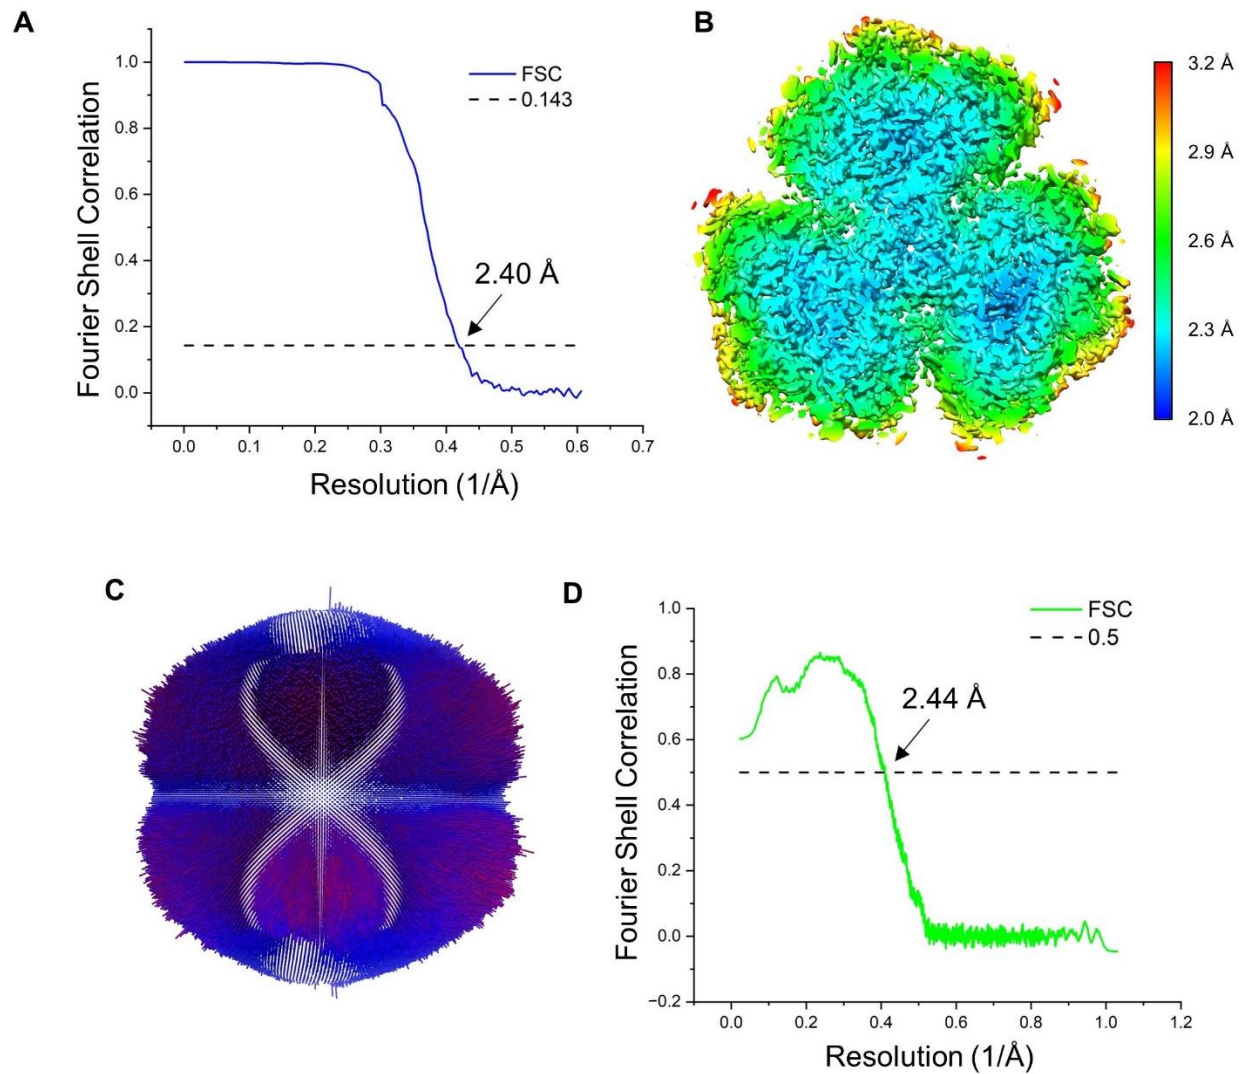 A
1.0
0.8
0.6
0.4
0.2
0.0
Fourier Shell Correlation
FSC
0.143
2.40 Å
0.0 0.1 0.2 0.3 0.4 0.5 0.6 0.7
Resolution (1/Å)
B
3.2 Å
2.9 Å
2.6 Å
2.3 Å
2.0 Å
C
D
1.0
0.8
0.6
0.4
0.2
0.0
−0.2
Fourier Shell Correlation
FSC
0.5
2.44 Å
0.0 0.2 0.4 0.6 0.8 1.0 1.2
Resolution (1/Å)